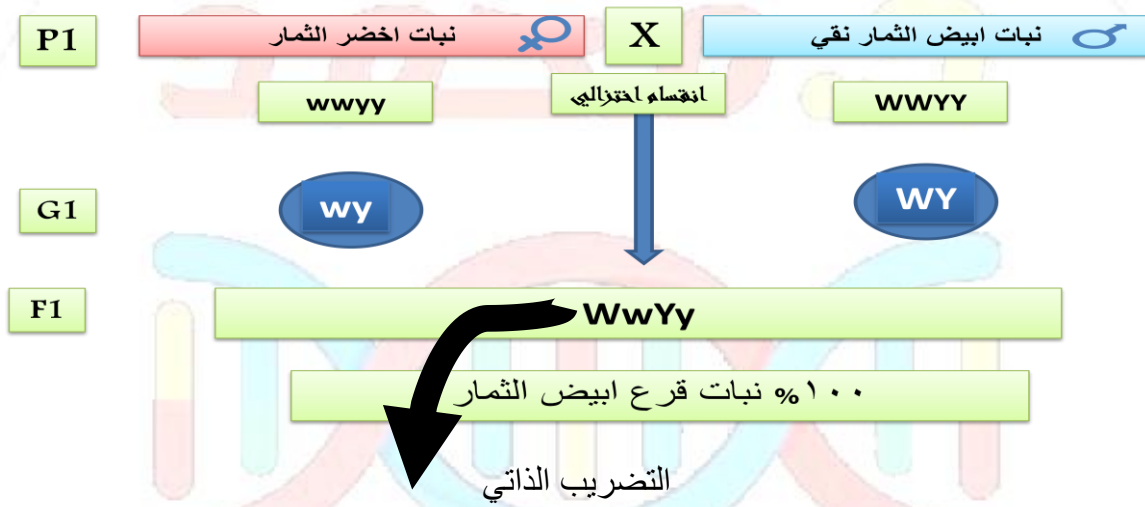 P1
نبات اخضر الثمار
X
نبات ابيض الثمار نقي
wwyy
انقسام اختزالي
WWYY
G1
wy
WY
F1
WwYy
١٠٠% نبات قرع ابيض الثمار
التضريب الذاتي